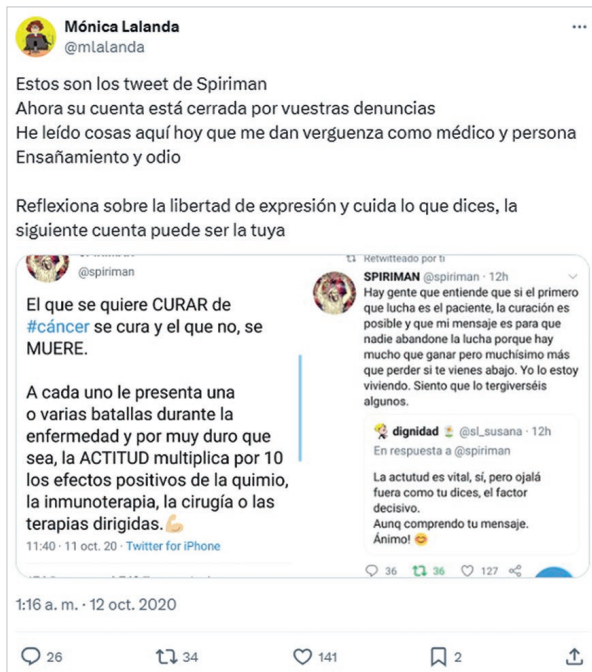 Mónica Lalanda
@mlalanda
Estos son los tweet de Spiriman
Ahora su cuenta está cerrada por vuestras denuncias
He leído cosas aquí hoy que me dan verguenza como médico y persona
Ensañamiento y odio
Reflexiona sobre la libertad de expresión y cuida lo que dices, la
siguiente cuenta puede ser la tuya
@spiriman
El que se quiere CURAR de
#cáncer se cura y el que no, se
MUERE.
A cada uno le presenta una
o varias batallas durante la
enfermedad y por muy duro que
sea, la ACTITUD multiplica por 10
los efectos positivos de la quimio,
la inmunoterapia, la cirugía o las
terapias dirigidas.💪🏼
11:40 · 11 oct. 20 · Twitter for iPhone
Retwitteado por ti
SPIRIMAN @spiriman · 12h
Hay gente que entiende que si el primero
que lucha es el paciente, la curación es
posible y que mi mensaje es para que
nadie abandone la lucha porque hay
mucho que ganar pero muchísimo más
que perder si te vienes abajo. Yo lo estoy
viviendo. Siento que lo tergiverséis
algunos.
dignidad @sl_susana · 12h
En respuesta a @spiriman
La actutud es vital, sí, pero ojalá
fuera como tu dices, el factor
decisivo.
Aunq comprendo tu mensaje.
Ánimo! 😊
36 36 127
1:16 a. m. · 12 oct. 2020
26 34 141 2